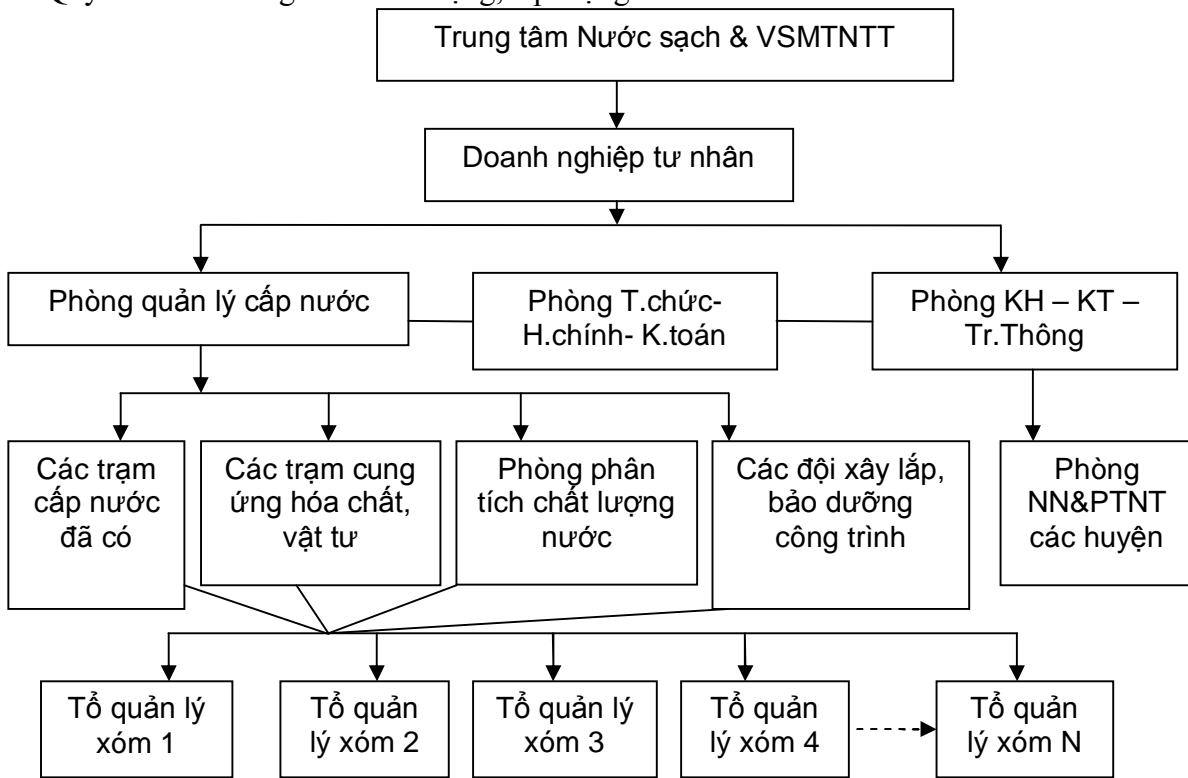 Trung tâm Nước sạch & VSMTNTT
Doanh nghiệp tư nhân
Phòng quản lý cấp nước
Phòng T.chức-
H.chính- K.toán
Phòng KH – KT –
Tr.Thông
Các trạm
cấp nước
đã có
Các trạm cung
ứng hóa chất,
vật tư
Phòng phân
tích chất lượng
nước
Các đội xây lắp,
bảo dưỡng
công trình
Phòng
NN&PTNT
các huyện
Tổ quản lý
xóm 1
Tổ quản
lý xóm 2
Tổ quản lý
xóm 3
Tổ quản
lý xóm 4
Tổ quản
lý xóm N